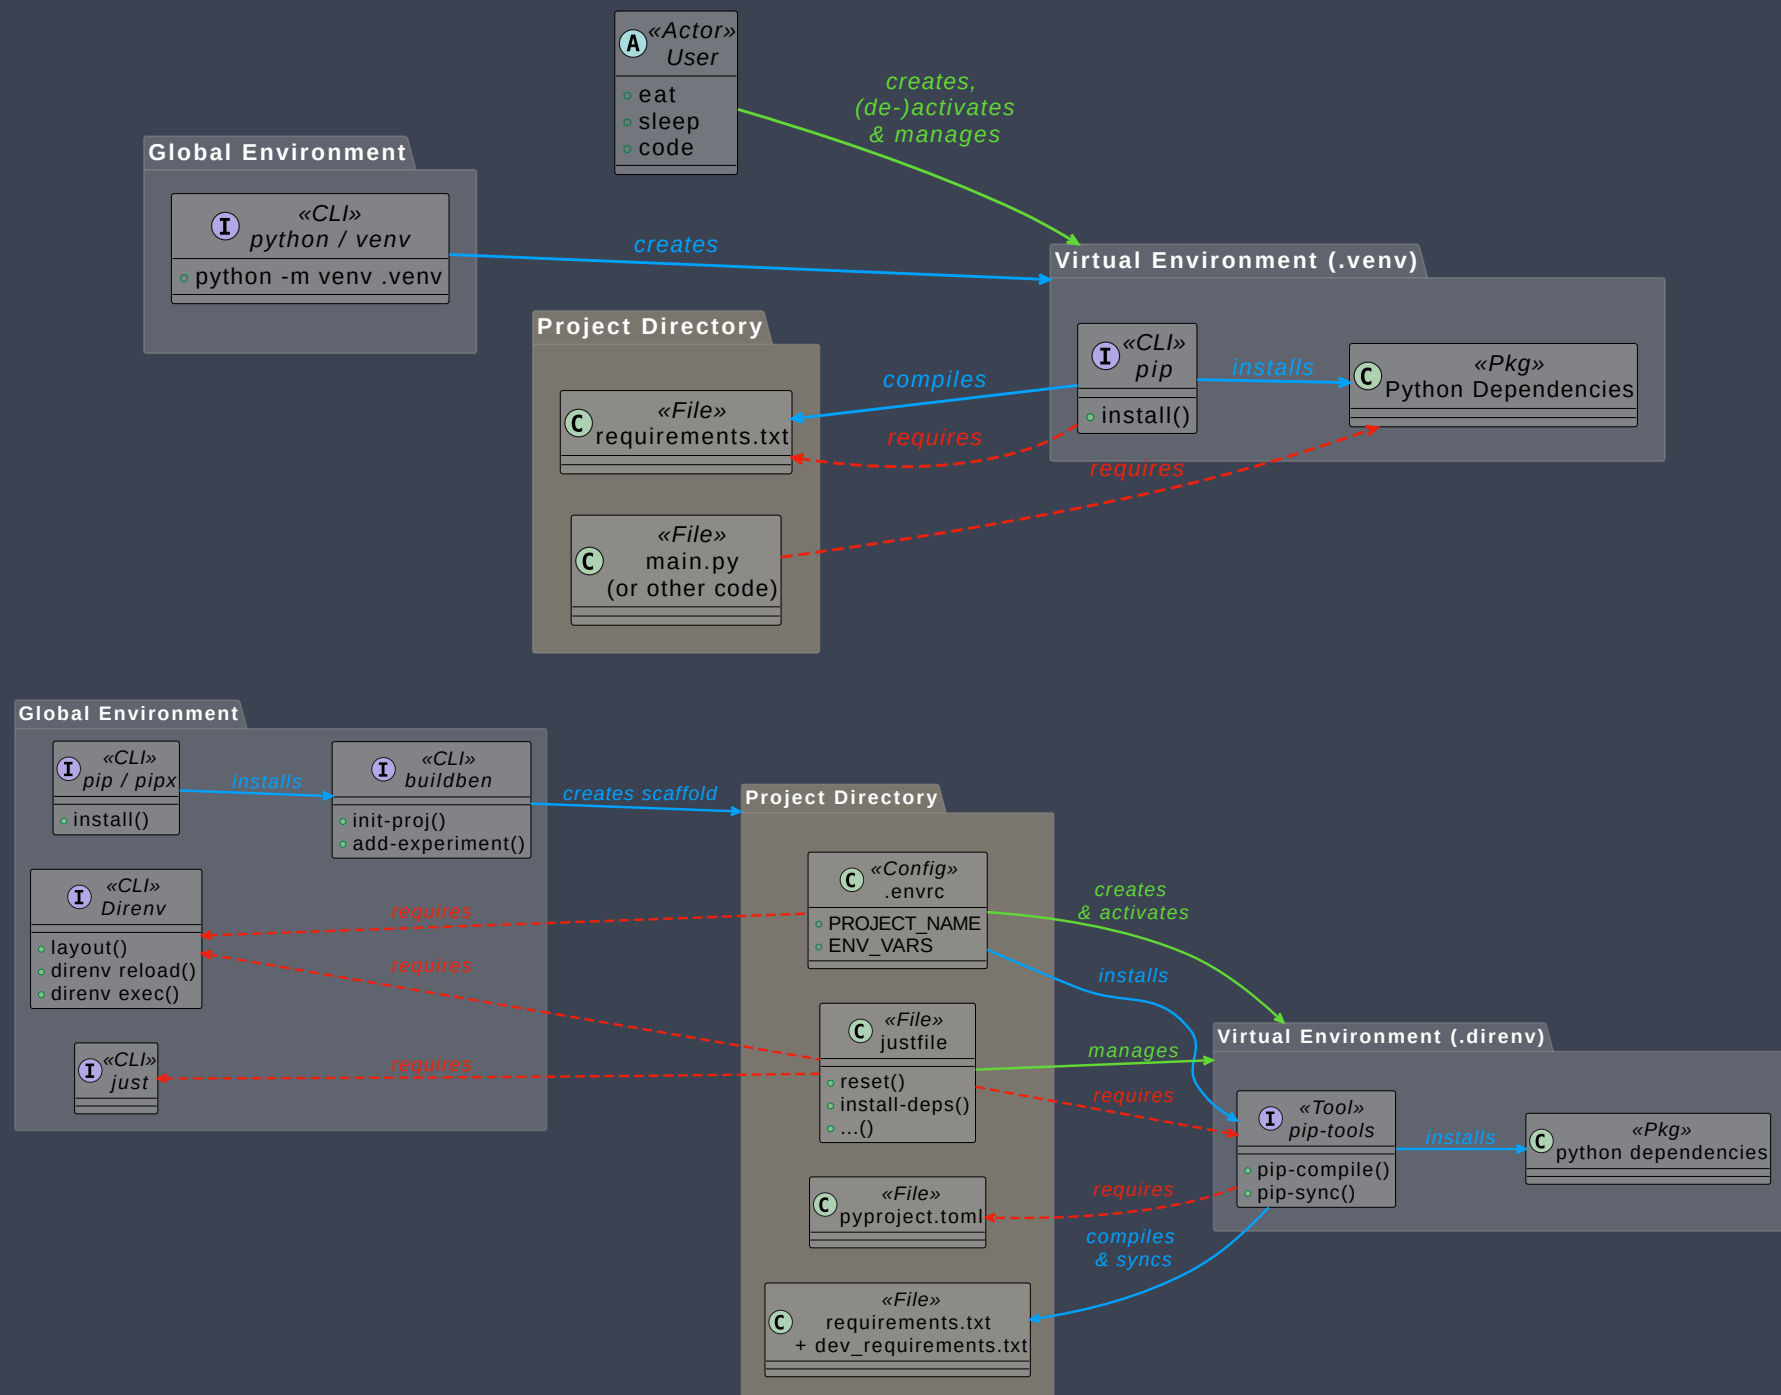 «Actor»
User
eat
sleep
code
creates,
(de-)activates
& manages
Global Environment
«CLI»
python / venv
python -m venv .venv
creates
Virtual Environment (.venv)
«CLI»
pip
install()
installs
«Pkg»
Python Dependencies
Project Directory
compiles
requires
requires
«File»
requirements.txt
«File»
main.py
(or other code)
Global Environment
«CLI»
pip / pipx
install()
installs
«CLI»
buildben
init-proj()
add-experiment()
creates scaffold
«CLI»
Direnv
layout()
direnv reload()
direnv exec()
requires
requires
«CLI»
just
requires
Project Directory
«Config»
.envrc
PROJECT_NAME
ENV_VARS
creates
& activates
installs
«File»
justfile
reset()
install-deps()
...()
manages
requires
«File»
pyproject.toml
requires
compiles
& syncs
«File»
requirements.txt
+ dev_requirements.txt
Virtual Environment (.direnv)
«Tool»
pip-tools
pip-compile()
pip-sync()
installs
«Pkg»
python dependencies
A
I
I
C
C
C
I
I
I
I
C
C
C
C
I
C